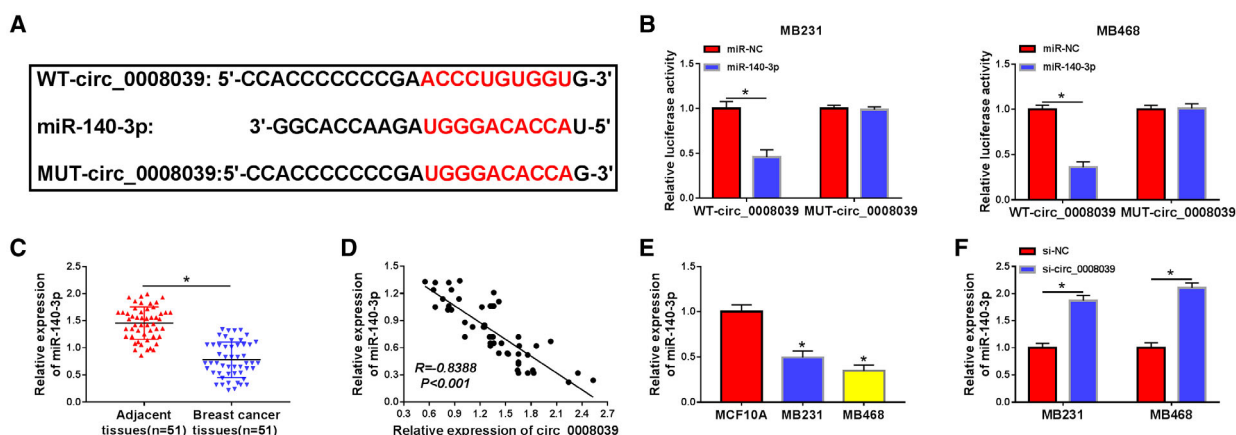 A
WT-circ_0008039: 5'-CCACCCCCCCGAACCCUGUGGUG-3'
miR-140-3p: 3'-GGCACCAAGAUGGGACACCAU-5'
MUT-circ_0008039:5'-CCACCCCCCCGAUGGGACACCAG-3'
B
MB231
miR-NC
miR-140-3p
Relative luciferase activity
1.5
1.0
0.5
0.0
*
WT-circ_0008039 MUT-circ_0008039
MB468
miR-NC
miR-140-3p
Relative luciferase activity
1.5
1.0
0.5
0.0
*
WT-circ_0008039 MUT-circ_0008039
C
Relative expression
of miR-140-3p
2.5
2.0
1.5
1.0
0.5
0.0
*
Adjacent
tissues(n=51)
Breast cancer
tissues(n=51)
D
Relative expression
of miR-140-3p
1.5
1.2
0.9
0.6
0.3
0.0
R=-0.8388
P<0.001
0.3 0.6 0.9 1.2 1.5 1.8 2.1 2.4 2.7
Relative expression of circ_0008039
E
Relative expression
of miR-140-3p
1.5
1.0
0.5
0.0
*
*
MCF10A MB231 MB468
F
si-NC
si-circ_0008039
Relative expression
of miR-140-3p
2.5
2.0
1.5
1.0
0.5
0.0
*
*
MB231 MB468